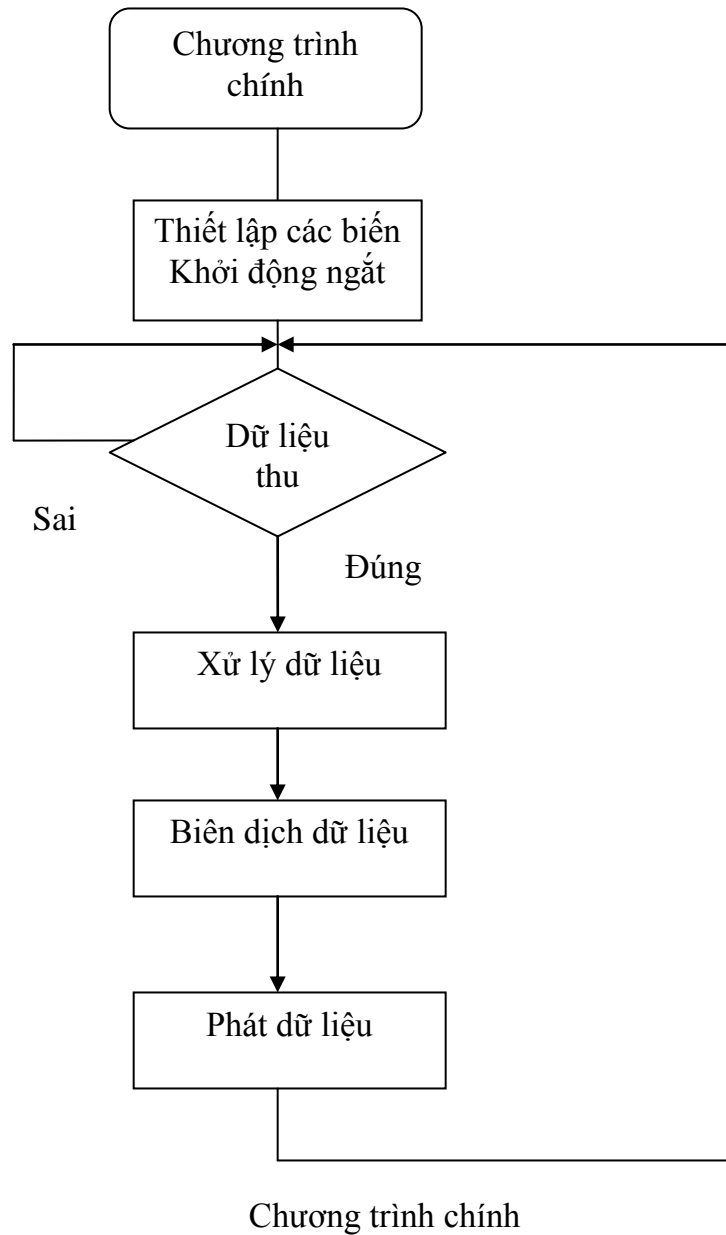 Chương trình
chính
Thiết lập các biến
Khởi động ngắt
Dữ liệu
thu
Sai
Đúng
Xử lý dữ liệu
Biên dịch dữ liệu
Phát dữ liệu
Chương trình chính